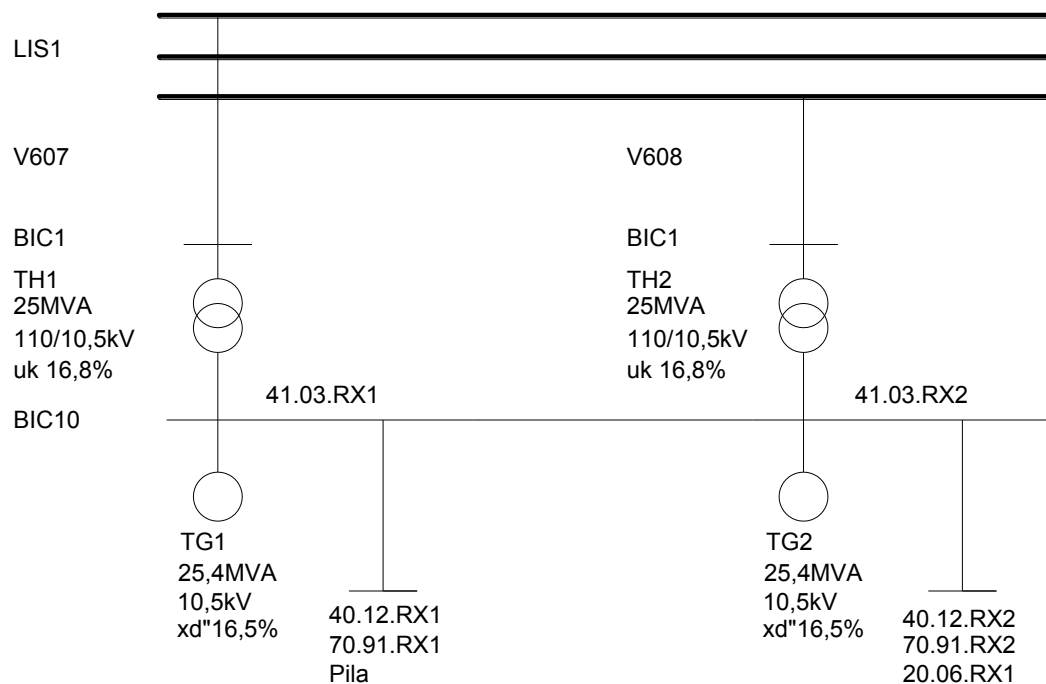 LIS1
V607
V608
BIC1
BIC1
TH1
25MVA
110/10,5kV
uk 16,8%
TH2
25MVA
110/10,5kV
uk 16,8%
41.03.RX1
41.03.RX2
BIC10
TG1
25,4MVA
10,5kV
xd"16,5%
TG2
25,4MVA
10,5kV
xd"16,5%
40.12.RX1
70.91.RX1
Pila
40.12.RX2
70.91.RX2
20.06.RX1